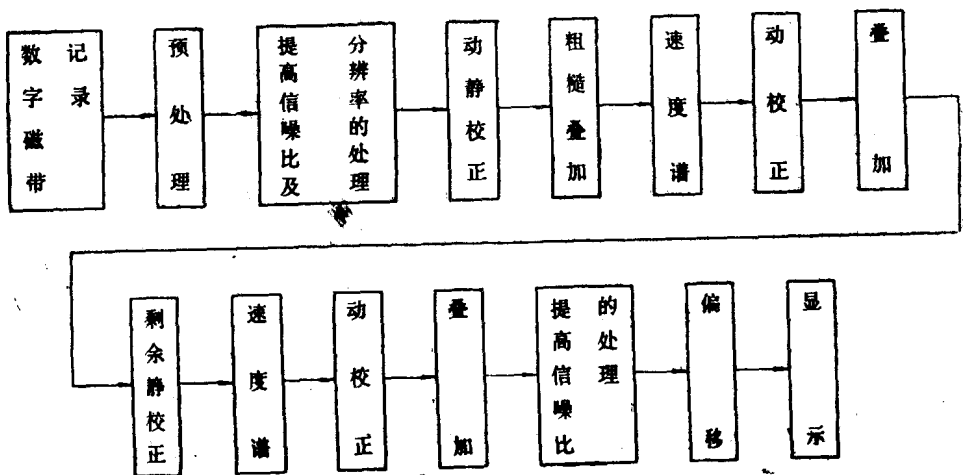 数字磁带
记录
预处理
提高信噪比及
分辨率的处理
动静校正
粗糙叠加
速度谱
动校正
叠加
剩余静校正
速度谱
动校正
叠加
提高信噪比
的处理
偏移
显示